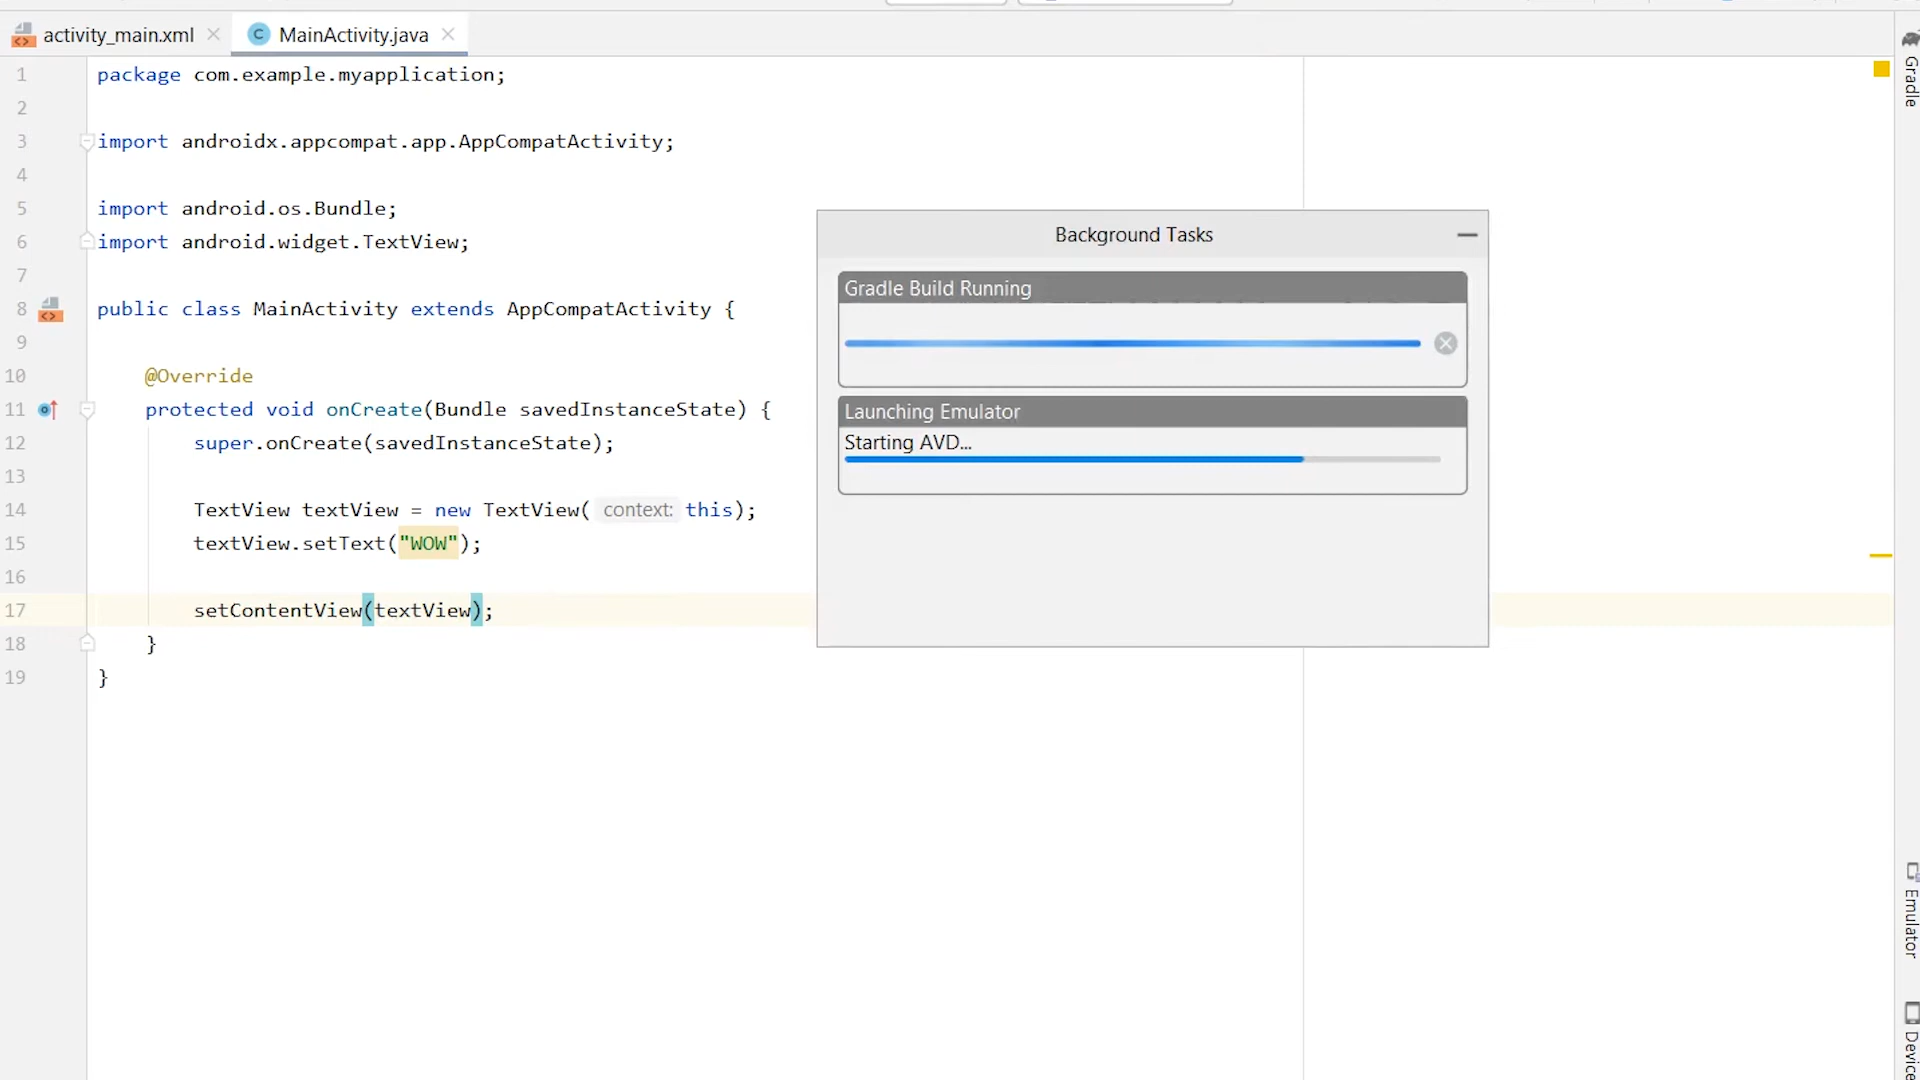 activity_main.xml
MainActivity.java
1 package com.example.myapplication;
2
3 import androidx.appcompat.app.AppCompatActivity;
4
5 import android.os.Bundle;
6 import android.widget.TextView;
7
8 public class MainActivity extends AppCompatActivity {
9
10 @Override
11 protected void onCreate(Bundle savedInstanceState) {
12 super.onCreate(savedInstanceState);
13
14 TextView textView = new TextView( context: this);
15 textView.setText("WOW");
16
17 setContentView(textView);
18 }
19 }
Background Tasks
Gradle Build Running
Launching Emulator
Starting AVD...
Gradle
Emulator
Device